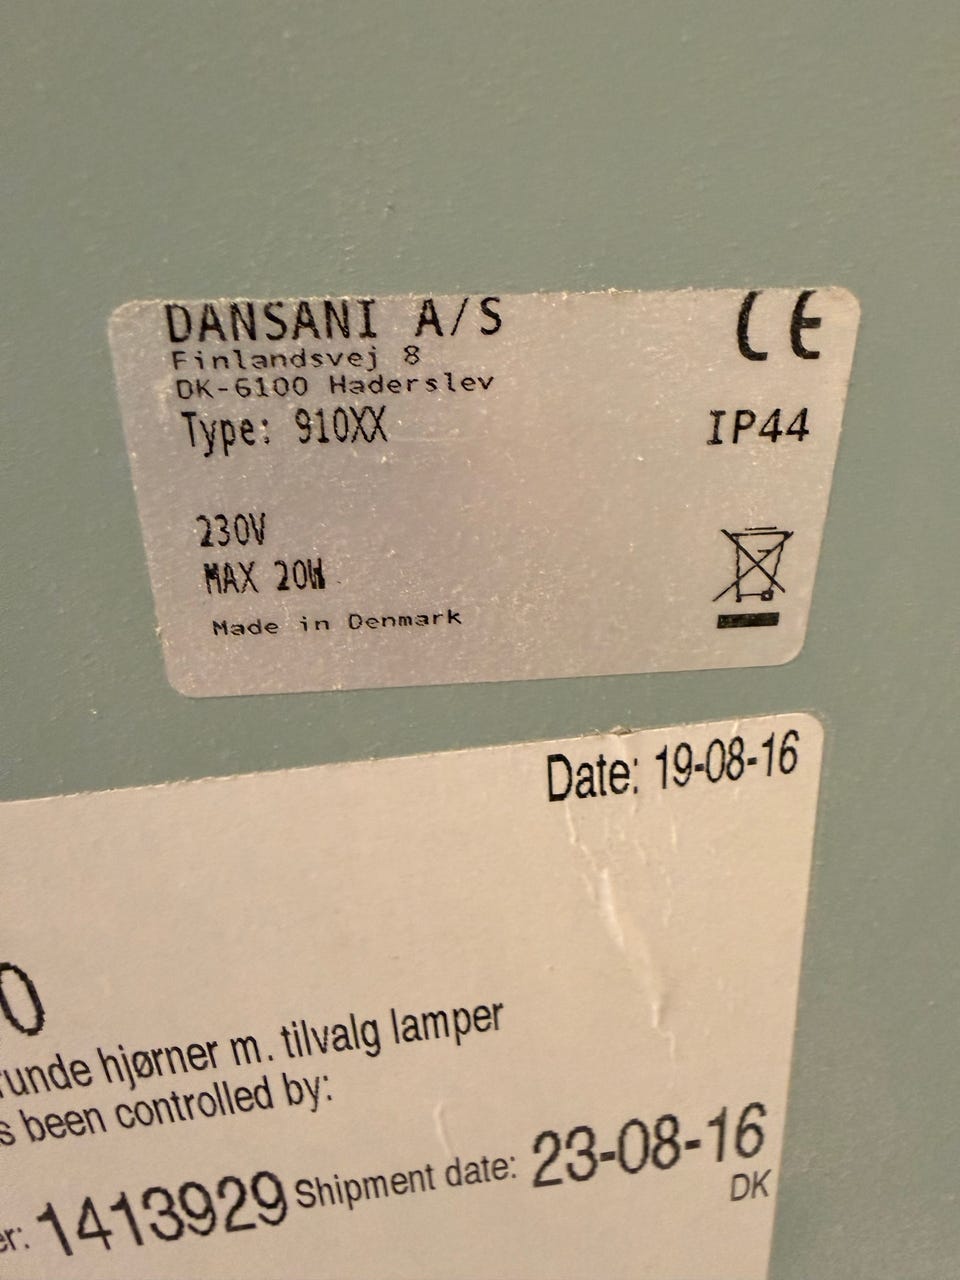 DANSANI A/S
CE
Finlandsvej 8
DK-6100 Haderslev
Type: 910XX
IP44
230V
MAX 20W
Made in Denmark
Date: 19-08-16
0
runde hjørner m. tilvalg lamper
s been controlled by:
er: 1413929 Shipment date: 23-08-16
DK